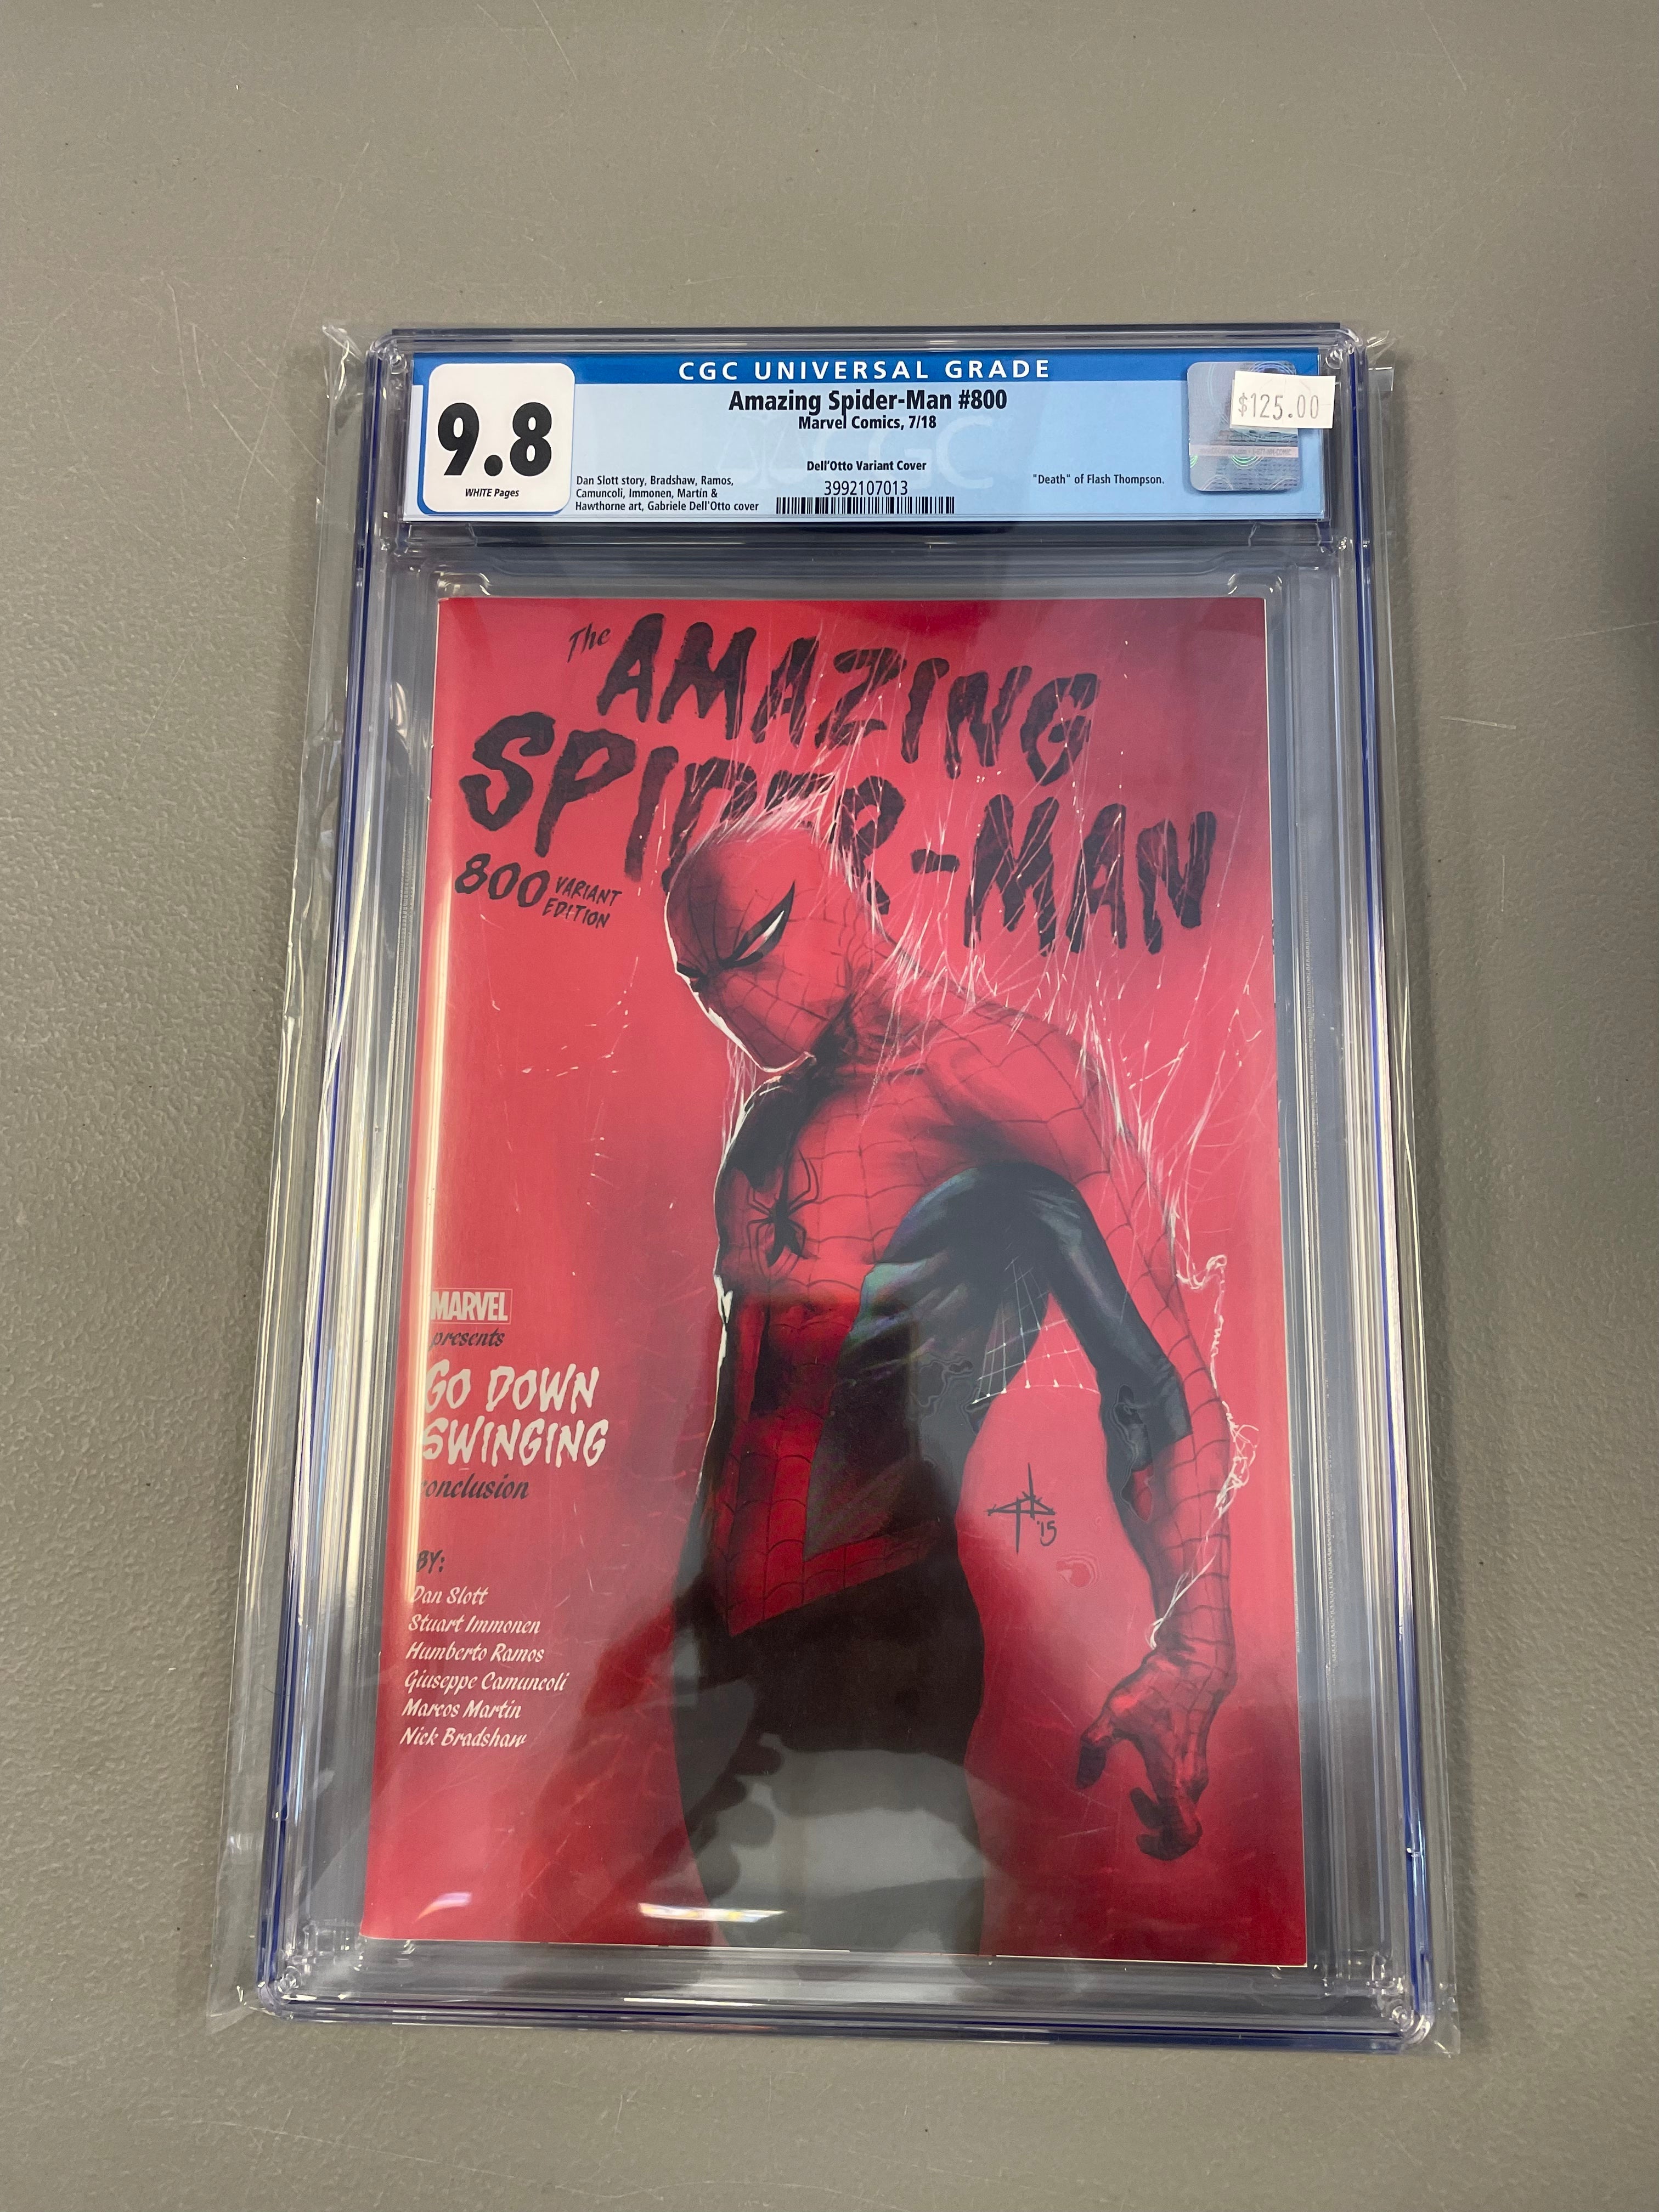 CGC UNIVERSAL GRADE
9.8
WHITE Pages
Amazing Spider-Man #800
Marvel Comics, 7/18
Dell'Otto Variant Cover
Dan Slott story, Bradshaw, Ramos,
Camuncoli, Immonen, Martin &
Hawthorne art, Gabriele Dell'Otto cover
3992107013
"Death" of Flash Thompson.
$125.00
The
AMAZING
SPIDER-MAN
800 VARIANT
EDITION
MARVEL
presents
GO DOWN
SWINGING
conclusion
'15
BY:
Dan Slott
Stuart Immonen
Humberto Ramos
Giuseppe Camuncoli
Marcos Martín
Nick Bradshaw